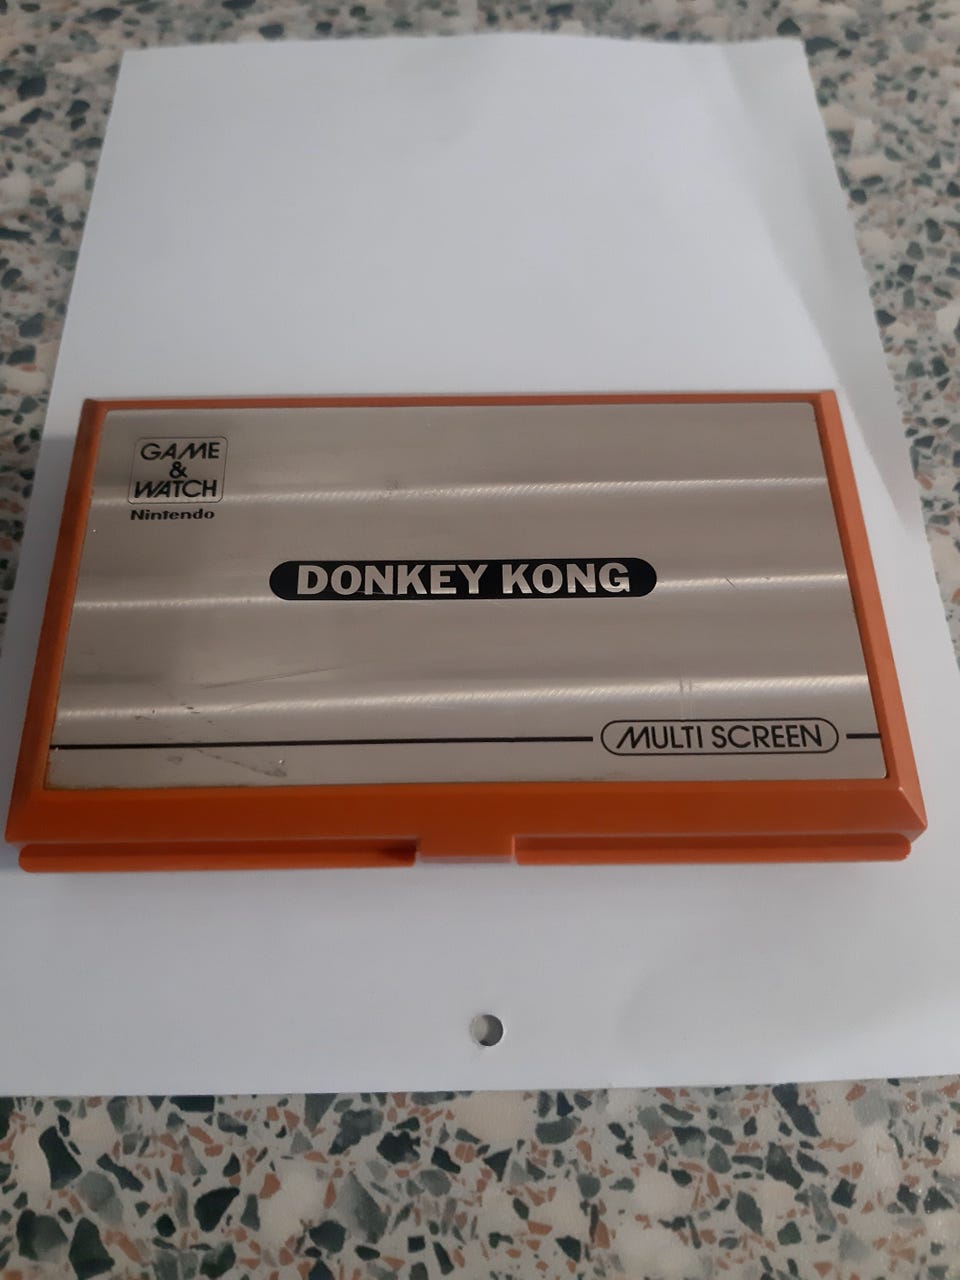 GAME
&
WATCH
Nintendo
DONKEY KONG
MULTI SCREEN